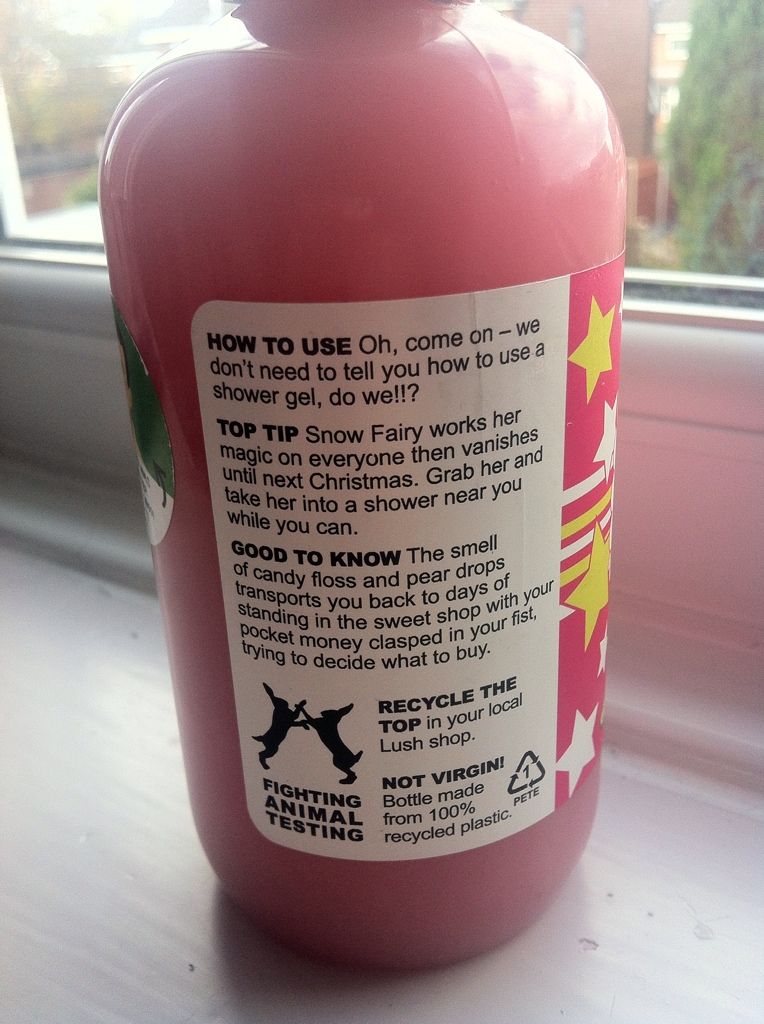 HOW TO USE Oh, come on – we
don't need to tell you how to use a
shower gel, do we!!?
TOP TIP Snow Fairy works her
magic on everyone then vanishes
until next Christmas. Grab her and
take her into a shower near you
while you can.
GOOD TO KNOW The smell
of candy floss and pear drops
transports you back to days of
standing in the sweet shop with your
pocket money clasped in your fist,
trying to decide what to buy.
FIGHTING
ANIMAL
TESTING
RECYCLE THE
TOP in your local
Lush shop.
NOT VIRGIN!
Bottle made
from 100%
recycled plastic.
1
PETE